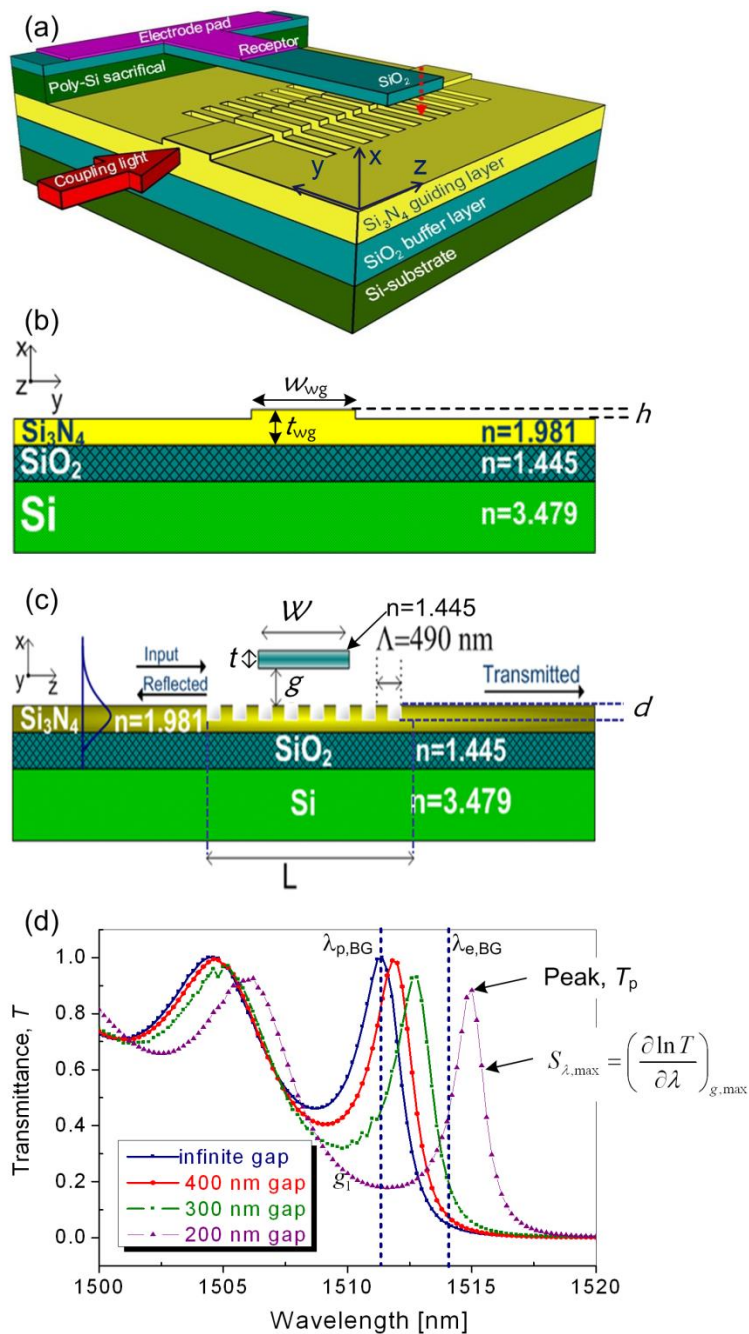 (a)
Electrode pad
Receptor
Poly-Si sacrifical
SiO2
Coupling light
x
y
z
Si3N4 guiding layer
SiO2 buffer layer
Si-substrate
(b)
x
z
y
wwg
h
twg
Si3N4
n=1.981
SiO2
n=1.445
Si
n=3.479
(c)
W
n=1.445
x
y
z
t
Λ=490 nm
Input
Reflected
g
Transmitted
d
Si3N4
n=1.981
SiO2
n=1.445
Si
n=3.479
L
(d)
λp,BG
λe,BG
Peak, Tp
Sλ,max = (∂ ln T / ∂λ)g,max
g1
infinite gap
400 nm gap
300 nm gap
200 nm gap
Transmittance, T
1.0
0.8
0.6
0.4
0.2
0.0
1500 1505 1510 1515 1520
Wavelength [nm]